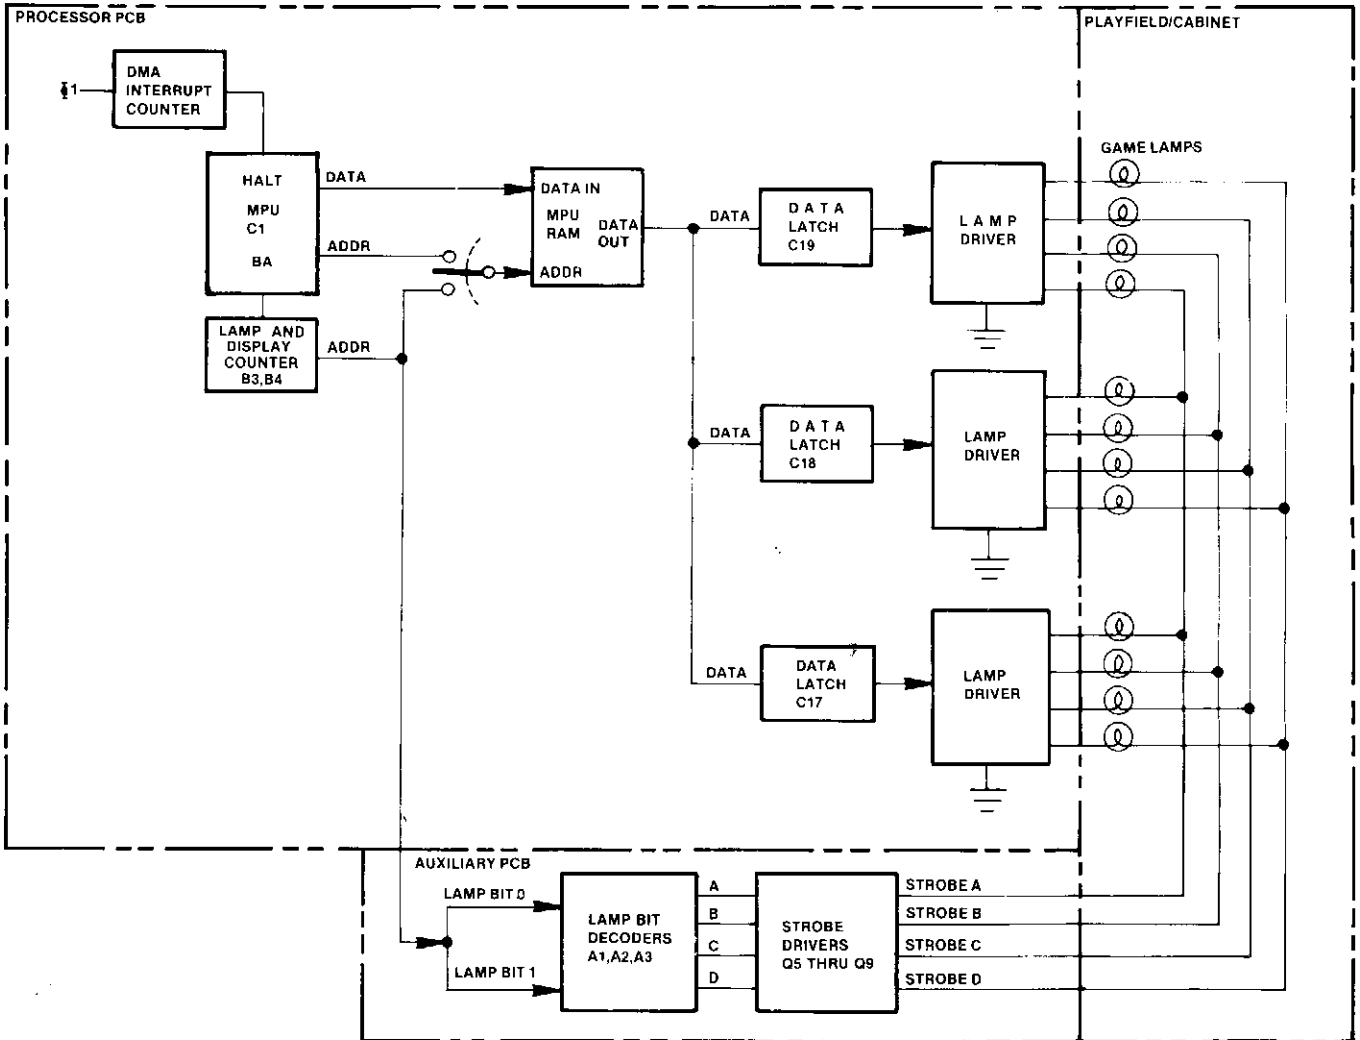 PROCESSOR PCB
PLAYFIELD/CABINET
DMA
INTERRUPT
COUNTER
Φ1
HALT
MPU
C1
BA
DATA
ADDR
LAMP AND
DISPLAY
COUNTER
B3,B4
ADDR
DATA IN
MPU
RAM
DATA
OUT
ADDR
DATA
DATA
LATCH
C19
LAMP
DRIVER
GAME LAMPS
DATA
DATA
LATCH
C18
LAMP
DRIVER
DATA
DATA
LATCH
C17
LAMP
DRIVER
AUXILIARY PCB
LAMP BIT 0
LAMP BIT 1
LAMP BIT
DECODERS
A1,A2,A3
A
B
C
D
STROBE
DRIVERS
Q5 THRU Q9
STROBE A
STROBE B
STROBE C
STROBE D